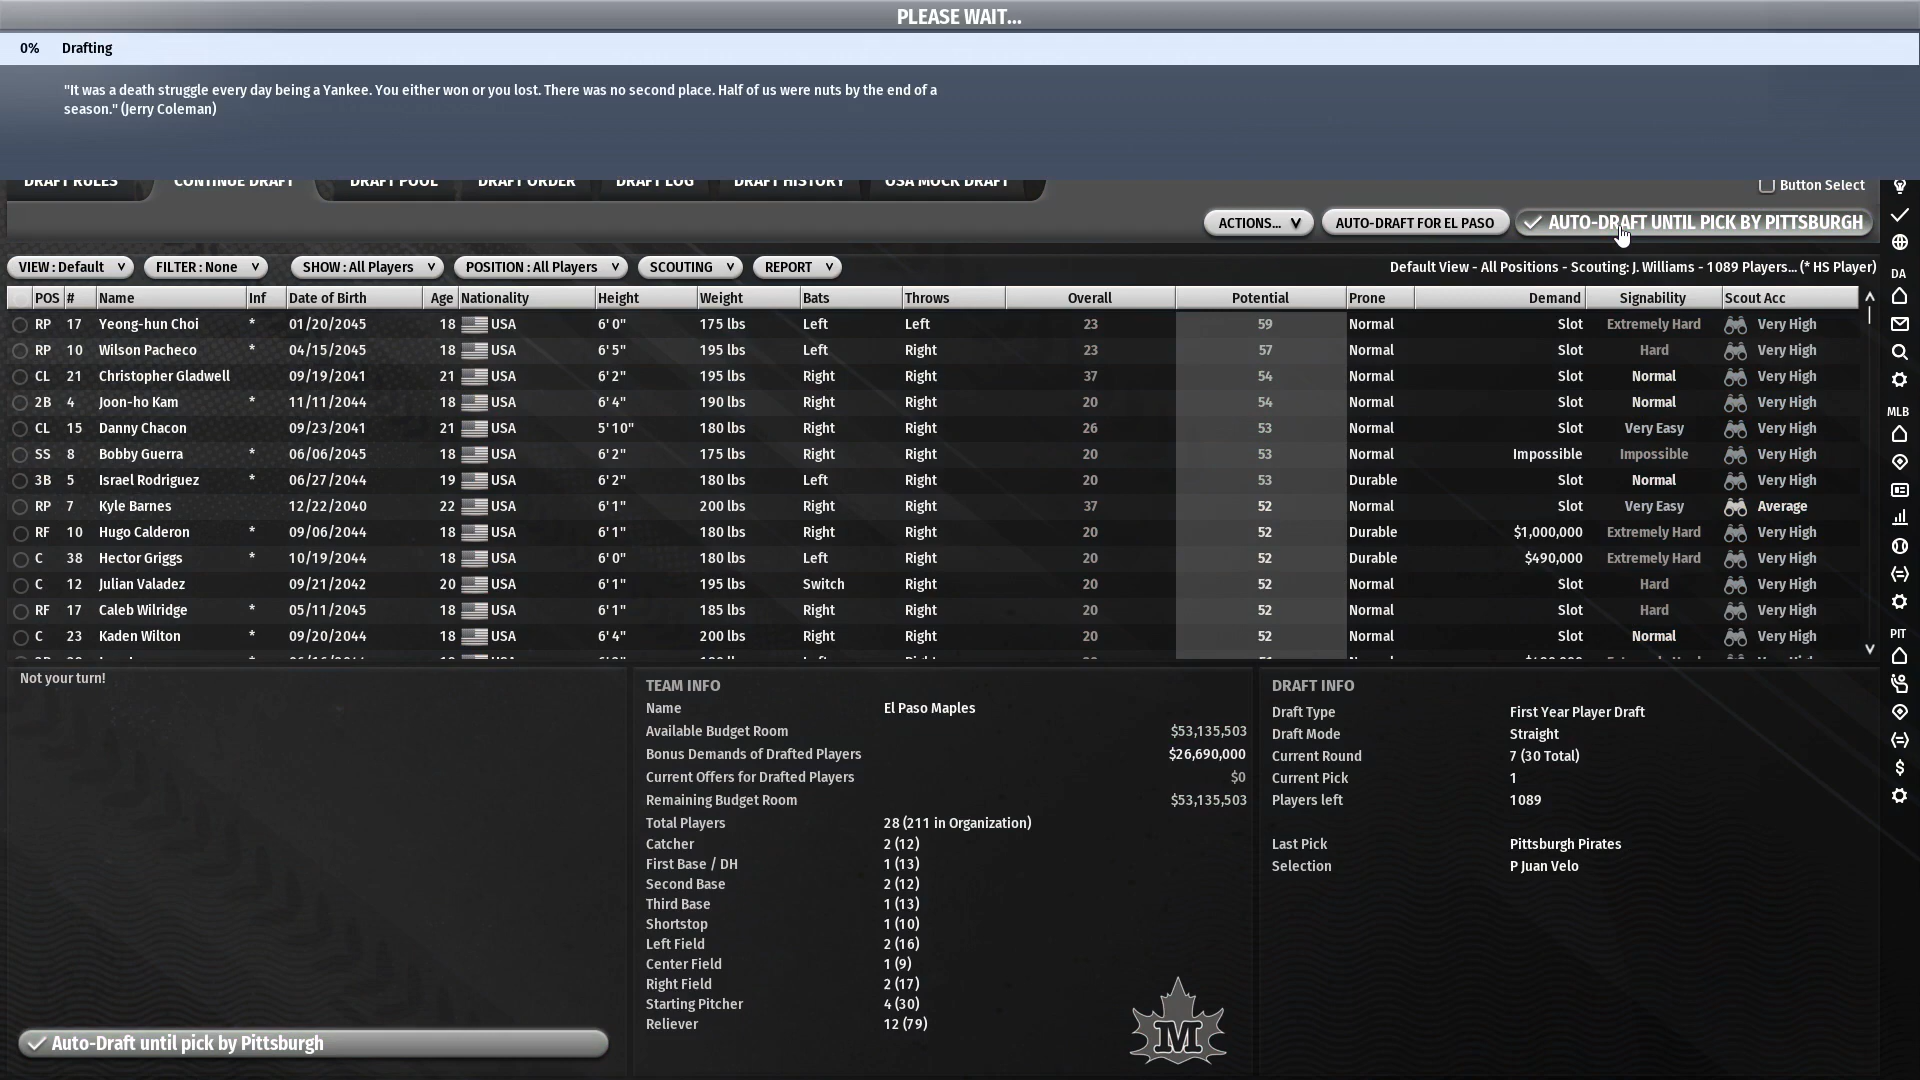 PLEASE WAIT...
0% Drafting
"It was a death struggle every day being a Yankee. You either won or you lost. There was no second place. Half of us were nuts by the end of a
season." (Jerry Coleman)
DRAFT RULES CONTINUE DRAFT DRAFT POOL DRAFT ORDER DRAFT LOG DRAFT HISTORY USA MOCK DRAFT
Button Select
ACTIONS... AUTO-DRAFT FOR EL PASO AUTO-DRAFT UNTIL PICK BY PITTSBURGH
VIEW : Default FILTER : None SHOW : All Players POSITION : All Players SCOUTING REPORT Default View - All Positions - Scouting: J. Williams - 1089 Players... (* HS Player)
POS # Name Inf Date of Birth Age Nationality Height Weight Bats Throws Overall Potential Prone Demand Signability Scout Acc
RP 17 Yeong-hun Choi * 01/20/2045 18 USA 6' 0" 175 lbs Left Left 23 59 Normal Slot Extremely Hard Very High
RP 10 Wilson Pacheco * 04/15/2045 18 USA 6' 5" 195 lbs Left Right 23 57 Normal Slot Hard Very High
CL 21 Christopher Gladwell 09/19/2041 21 USA 6' 2" 195 lbs Right Right 37 54 Normal Slot Normal Very High
2B 4 Joon-ho Kam * 11/11/2044 18 USA 6' 4" 190 lbs Right Right 20 54 Normal Slot Normal Very High
CL 15 Danny Chacon 09/23/2041 21 USA 5' 10" 180 lbs Right Right 26 53 Normal Slot Very Easy Very High
SS 8 Bobby Guerra * 06/06/2045 18 USA 6' 2" 175 lbs Right Right 20 53 Normal Impossible Impossible Very High
3B 5 Israel Rodriguez * 06/27/2044 19 USA 6' 2" 180 lbs Left Right 20 53 Durable Slot Normal Very High
RP 7 Kyle Barnes 12/22/2040 22 USA 6' 1" 200 lbs Right Right 37 52 Normal Slot Very Easy Average
RF 10 Hugo Calderon * 09/06/2044 18 USA 6' 1" 180 lbs Right Right 20 52 Durable $1,000,000 Extremely Hard Very High
C 38 Hector Griggs * 10/19/2044 18 USA 6' 0" 180 lbs Left Right 20 52 Durable $490,000 Extremely Hard Very High
C 12 Julian Valadez 09/21/2042 20 USA 6' 1" 195 lbs Switch Right 20 52 Normal Slot Hard Very High
RF 17 Caleb Wilridge * 05/11/2045 18 USA 6' 1" 185 lbs Right Right 20 52 Normal Slot Hard Very High
C 23 Kaden Wilton * 09/20/2044 18 USA 6' 4" 200 lbs Right Right 20 52 Normal Slot Normal Very High
Not your turn!
Auto-Draft until pick by Pittsburgh
TEAM INFO
Name El Paso Maples
Available Budget Room $53,135,503
Bonus Demands of Drafted Players $26,690,000
Current Offers for Drafted Players $0
Remaining Budget Room $53,135,503
Total Players 28 (211 in Organization)
Catcher 2 (12)
First Base / DH 1 (13)
Second Base 2 (12)
Third Base 1 (13)
Shortstop 1 (10)
Left Field 2 (16)
Center Field 1 (9)
Right Field 2 (17)
Starting Pitcher 4 (30)
Reliever 12 (79)
M
DRAFT INFO
Draft Type First Year Player Draft
Draft Mode Straight
Current Round 7 (30 Total)
Current Pick 1
Players left 1089
Last Pick Pittsburgh Pirates
Selection P Juan Velo
DA
MLB
PIT
$